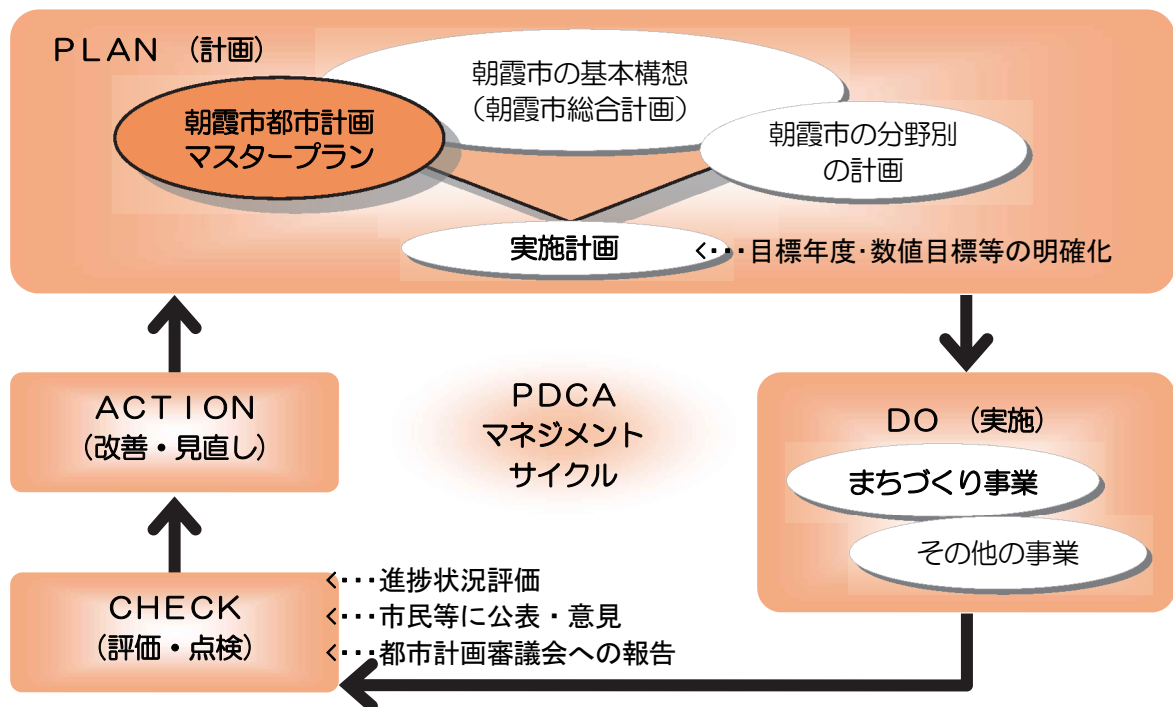 PLAN (計画)
朝霞市の基本構想
(朝霞市総合計画)
朝霞市都市計画
マスタープラン
朝霞市の分野別
の計画
実施計画
<・・・目標年度・数値目標等の明確化
ACTION
(改善・見直し)
PDCA
マネジメント
サイクル
DO (実施)
まちづくり事業
その他の事業
CHECK
(評価・点検)
<・・・進捗状況評価
<・・・市民等に公表・意見
<・・・都市計画審議会への報告